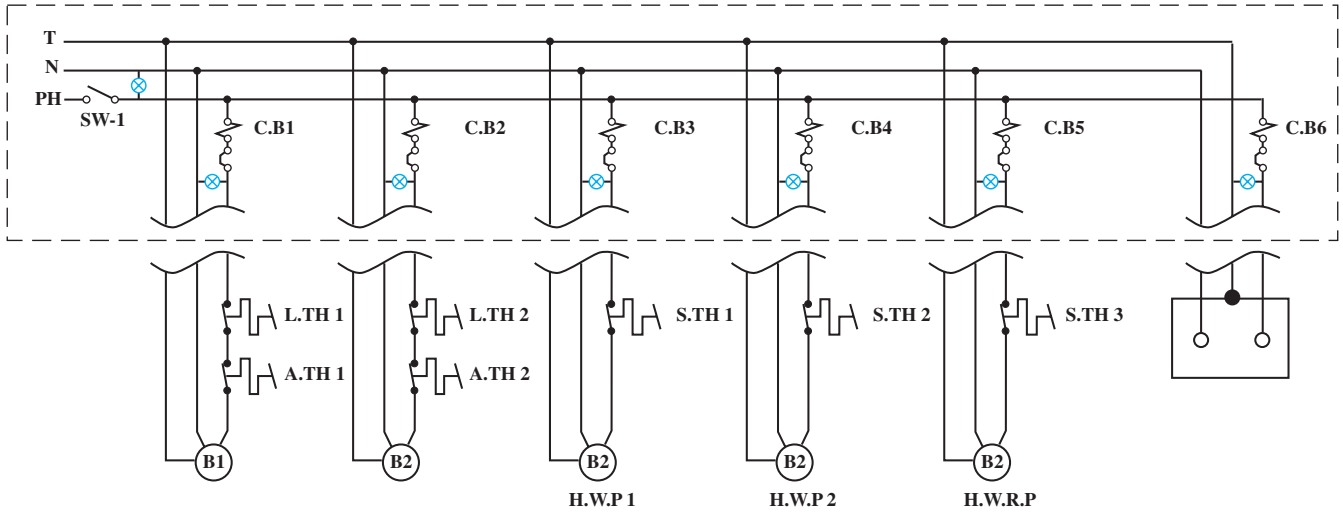 T
N
PH
SW-1
C.B1 C.B2 C.B3 C.B4 C.B5 C.B6
L.TH 1 L.TH 2 S.TH 1 S.TH 2 S.TH 3
A.TH 1 A.TH 2
B1 B2 B2 B2 B2
H.W.P 1 H.W.P 2 H.W.R.P